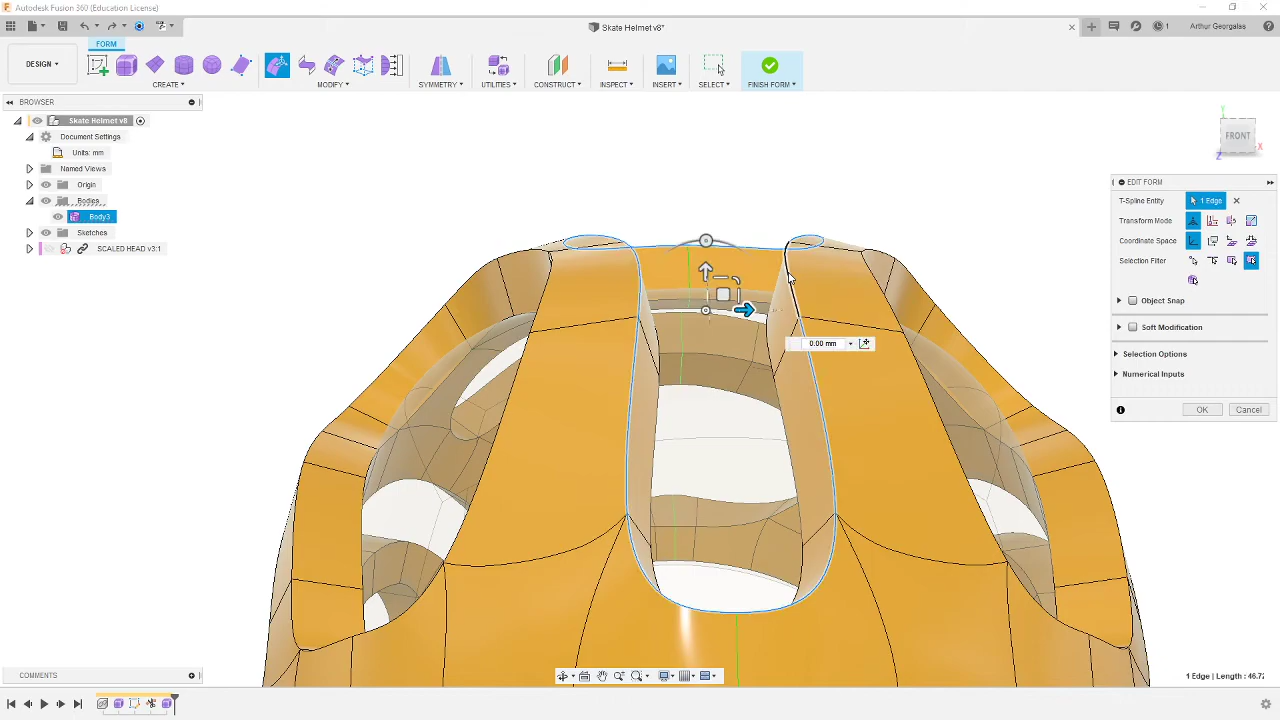 Autodesk Fusion 360 (Education License)
Skate Helmet v8*
1
Arthur Georgalas
FORM
DESIGN
CREATE
MODIFY
SYMMETRY
UTILITIES
CONSTRUCT
INSPECT
INSERT
SELECT
FINISH FORM
BROWSER
Skate Helmet v8
Document Settings
Units: mm
Named Views
Origin
Bodies
Body3
Sketches
SCALED HEAD v3:1
Y
FRONT
X
Z
EDIT FORM
T-Spline Entity
1 Edge
Transform Mode
Coordinate Space
Selection Filter
Object Snap
Soft Modification
Selection Options
Numerical Inputs
OK
Cancel
0.00 mm
COMMENTS
1 Edge | Length : 46.72